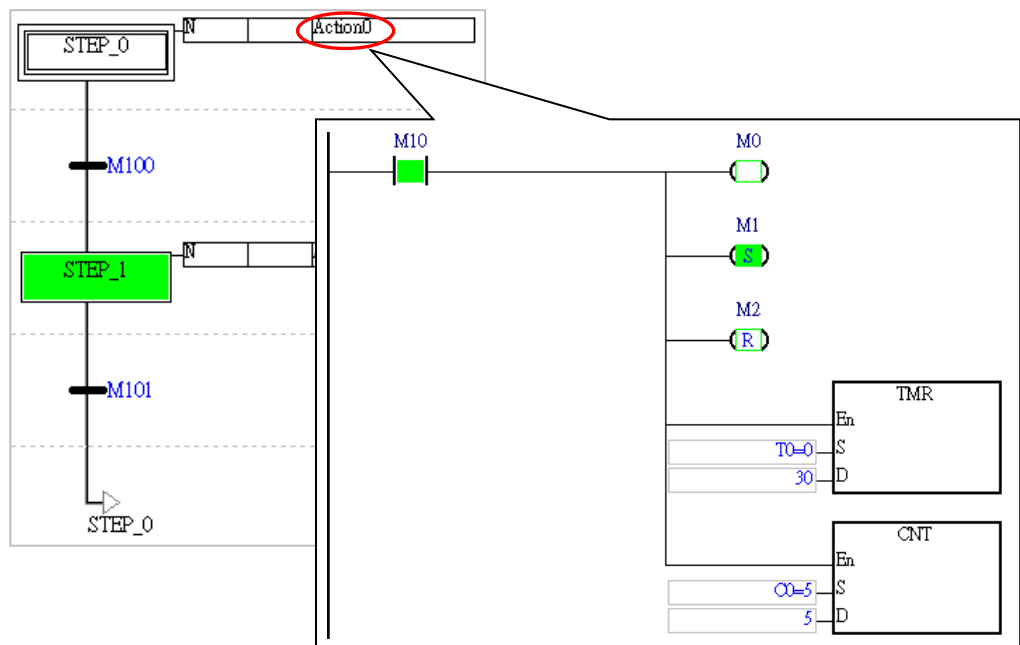 STEP_0
N
Action0
M100
STEP_1
N
M101
STEP_0
M10
M0
M1
S
M2
R
TMR
En
T0=0
S
30
D
CNT
En
C0=5
S
5
D